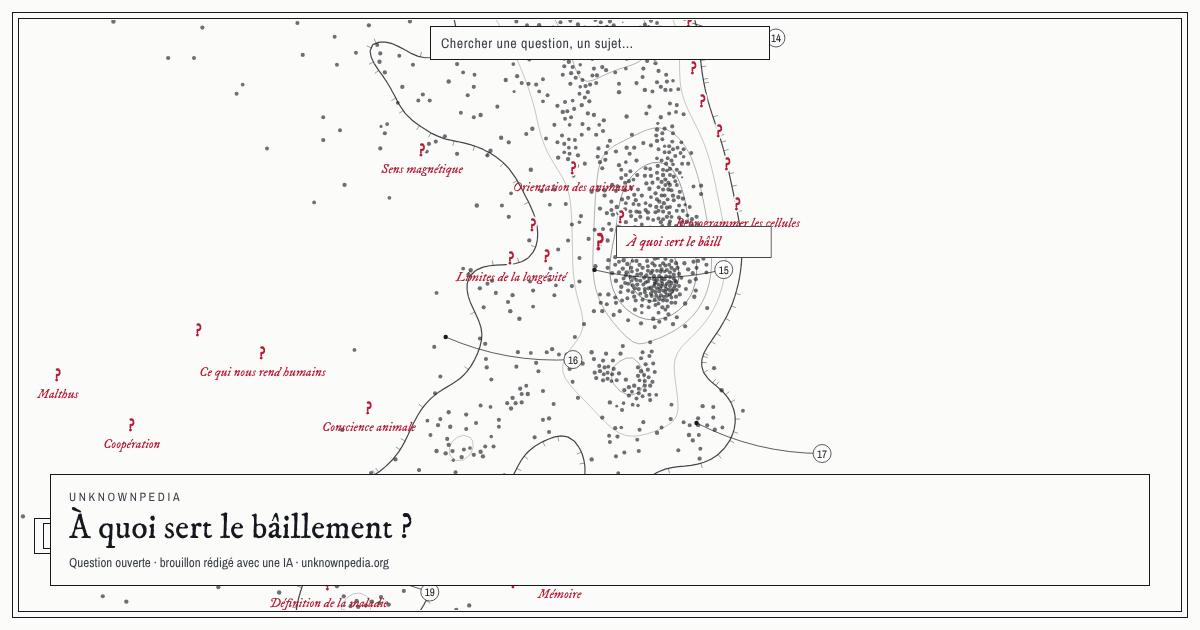 Chercher une question, un sujet...
14
Sens magnétique
Orientation des animaux
Reprogrammer les cellules
À quoi sert le bâill
15
Limites de la longévité
16
Ce qui nous rend humains
Malthus
Conscience animale
Coopération
17
UNKNOWNPEDIA
À quoi sert le bâillement ?
Question ouverte · brouillon rédigé avec une IA · unknownpedia.org
19
Mémoire
Définition de la maladie